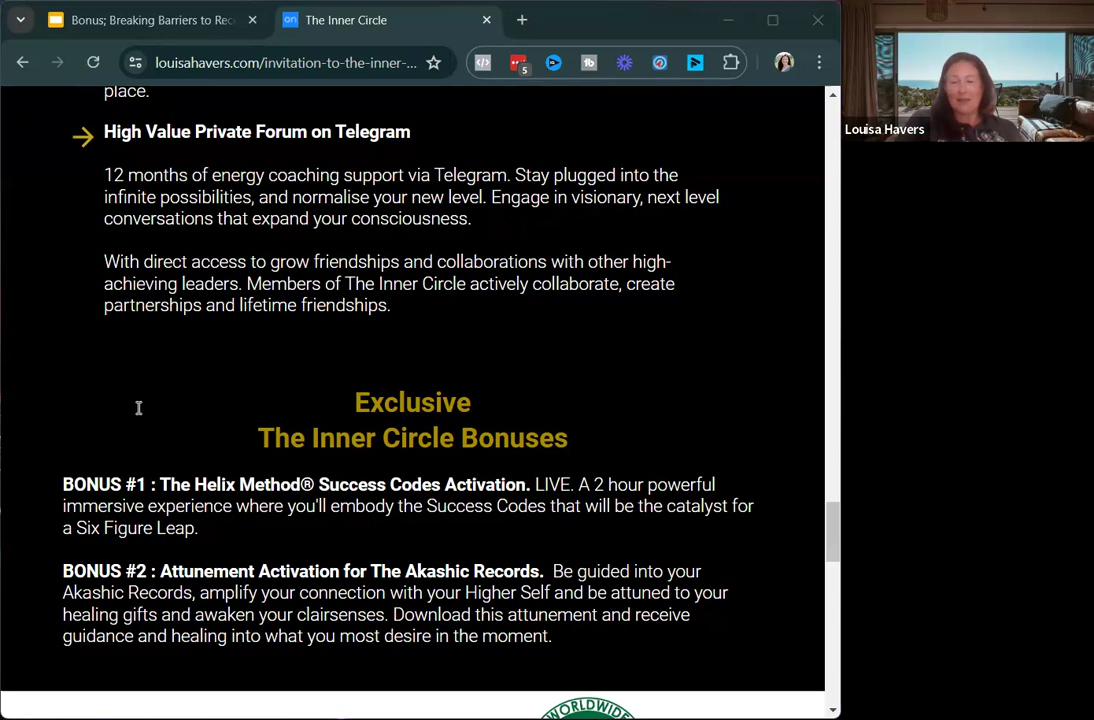 Bonus; Breaking Barriers to Rec
The Inner Circle
louisahavers.com/invitation-to-the-inner-...
5
Louisa Havers
place.
High Value Private Forum on Telegram
12 months of energy coaching support via Telegram. Stay plugged into the
infinite possibilities, and normalise your new level. Engage in visionary, next level
conversations that expand your consciousness.
With direct access to grow friendships and collaborations with other high-
achieving leaders. Members of The Inner Circle actively collaborate, create
partnerships and lifetime friendships.
Exclusive
The Inner Circle Bonuses
BONUS #1 : The Helix Method® Success Codes Activation. LIVE. A 2 hour powerful
immersive experience where you'll embody the Success Codes that will be the catalyst for
a Six Figure Leap.
BONUS #2 : Attunement Activation for The Akashic Records. Be guided into your
Akashic Records, amplify your connection with your Higher Self and be attuned to your
healing gifts and awaken your clairsenses. Download this attunement and receive
guidance and healing into what you most desire in the moment.
WORLDWIDE